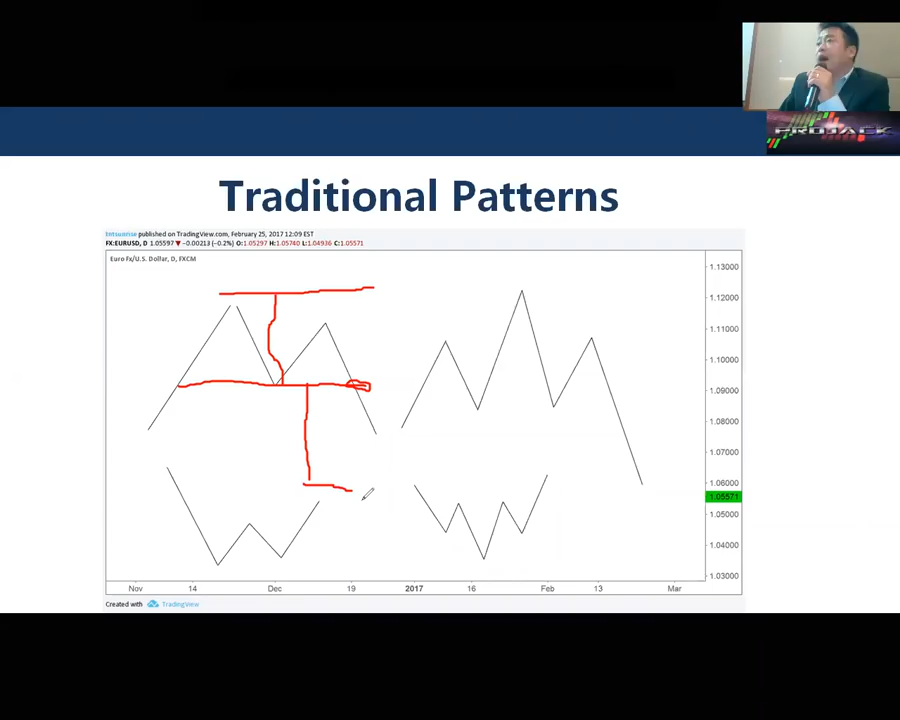 PROJACK
Traditional Patterns
published on TradingView.com, February 25, 2017 12:09 EST
FX:EURUSD, D 1.05597 ▼ −0.00213 (−0.2%) O:1.05297 H:1.05740 L:1.04936 C:1.05571
Euro Fx/U.S. Dollar, D, FXCM
1.13000
1.12000
1.11000
1.10000
1.09000
1.08000
1.07000
1.06000
1.05571
1.05000
1.04000
1.03000
Nov 14 Dec 19 2017 16 Feb 13 Mar
Created with TradingView